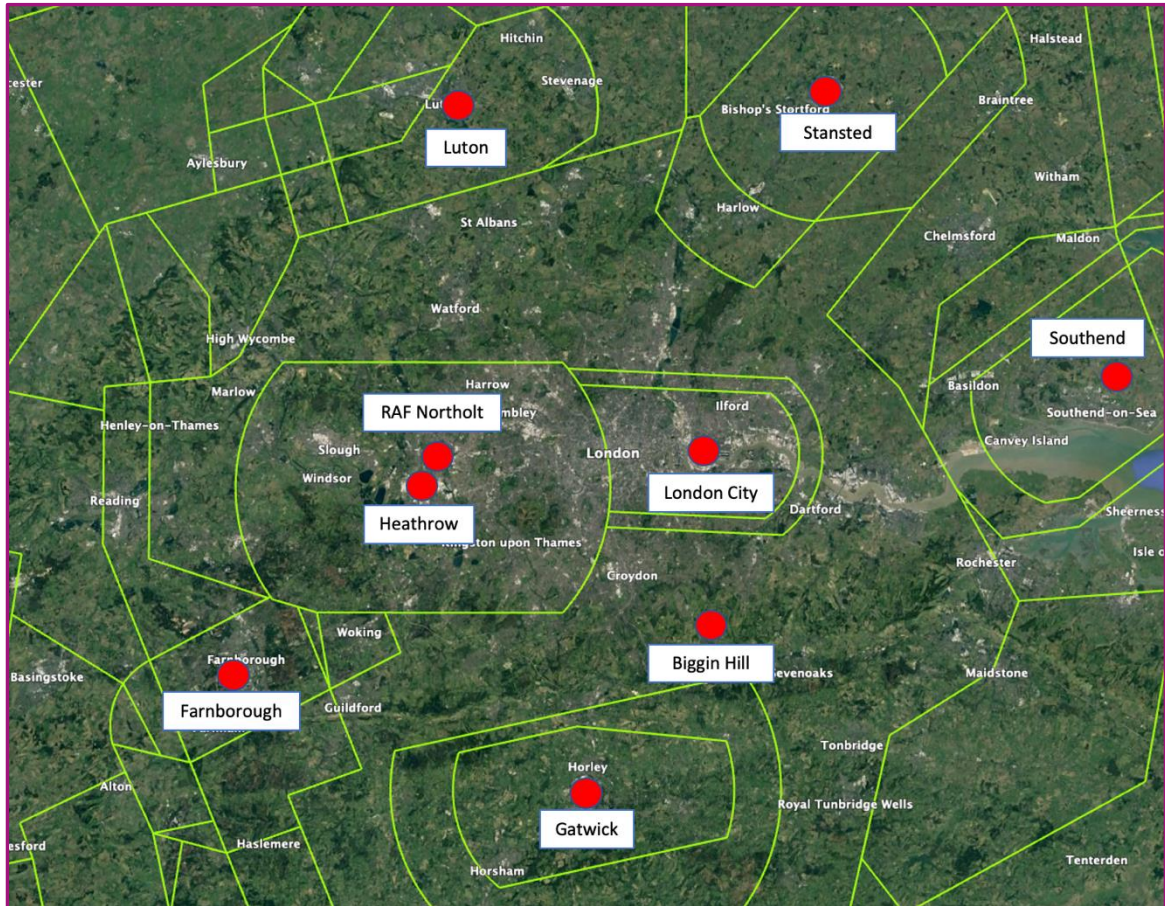 Hitchin
Halstead
Stevenage
Luton
Bishop's Stortford
Braintree
Stansted
Aylesbury
Witham
Harlow
St Albans
Chelmsford
Maldon
Watford
High Wycombe
Southend
Marlow
Harrow
Basildon
RAF Northolt
Ilford
Southend-on-Sea
Henley-on-Thames
Canvey Island
Slough
London
Windsor
London City
Reading
Dartford
Sheerness
Heathrow
Kingston upon Thames
Rochester
Croydon
Woking
Farnborough
Biggin Hill
Basingstoke
Sevenoaks
Maidstone
Farnborough
Guildford
Tonbridge
Horley
Alton
Royal Tunbridge Wells
Gatwick
Haslemere
Tenterden
Horsham